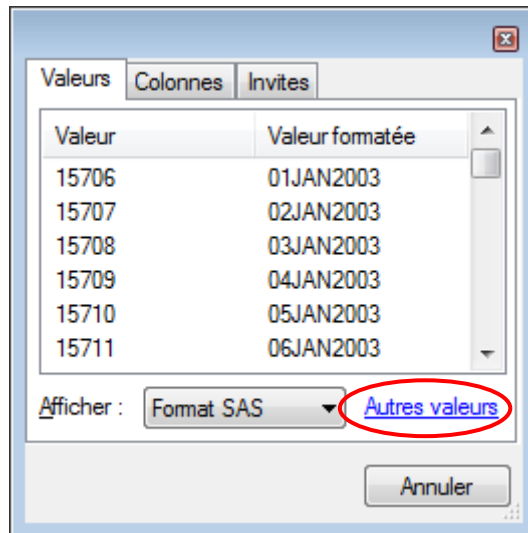 Valeurs Colonnes Invites
Valeur Valeur formatée
15706 01JAN2003
15707 02JAN2003
15708 03JAN2003
15709 04JAN2003
15710 05JAN2003
15711 06JAN2003
Afficher : Format SAS Autres valeurs
Annuler